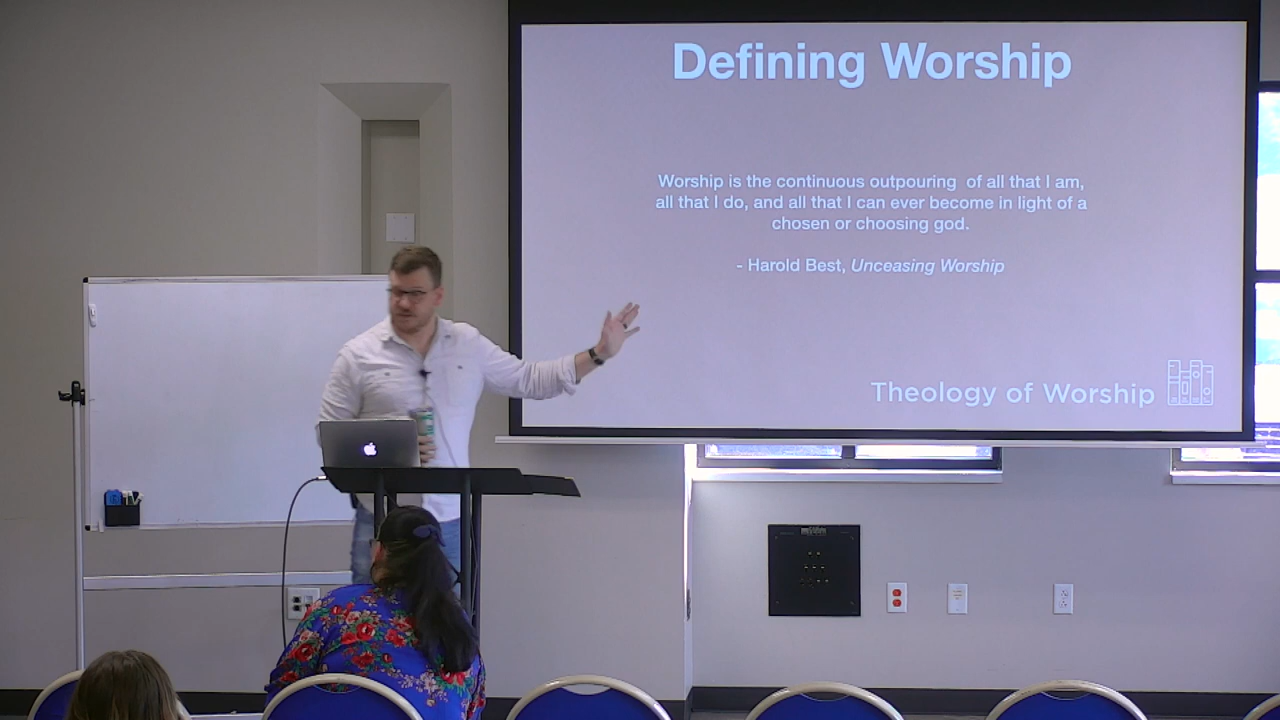 Defining Worship
Worship is the continuous outpouring of all that I am,
all that I do, and all that I can ever become in light of a
chosen or choosing god.
- Harold Best, Unceasing Worship
Theology of Worship